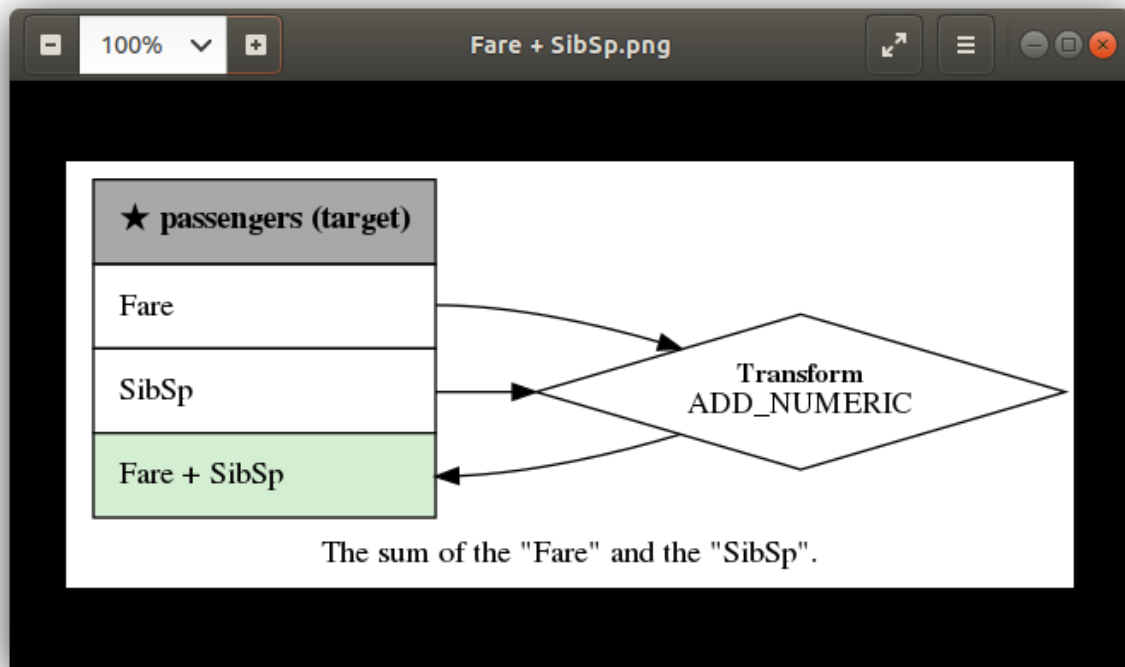 100%
Fare + SibSp.png
★ passengers (target)
Fare
SibSp
Fare + SibSp
Transform
ADD_NUMERIC
The sum of the "Fare" and the "SibSp".